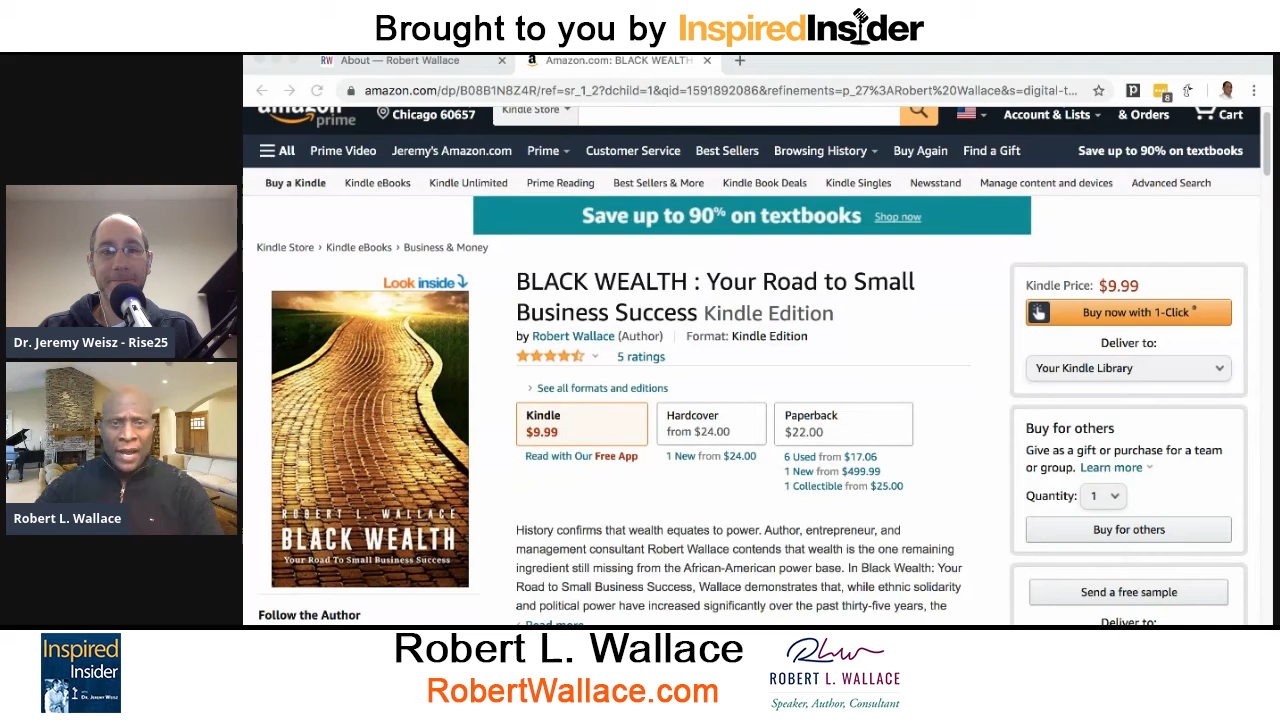 Brought to you by InspiredInsider
RW About — Robert Wallace
Amazon.com: BLACK WEALTH
amazon.com/dp/B08B1N8Z4R/ref=sr_1_2?dchild=1&qid=1591892086&refinements=p_27%3ARobert%20Wallace&s=digital-t...
8
amazon
prime
Chicago 60657
Kindle Store
Account & Lists
& Orders
Cart
All
Prime Video
Jeremy's Amazon.com
Prime
Customer Service
Best Sellers
Browsing History
Buy Again
Find a Gift
Save up to 90% on textbooks
Buy a Kindle
Kindle eBooks
Kindle Unlimited
Prime Reading
Best Sellers & More
Kindle Book Deals
Kindle Singles
Newsstand
Manage content and devices
Advanced Search
Save up to 90% on textbooks Shop now
Kindle Store › Kindle eBooks › Business & Money
Look inside
ROBERT L. WALLACE
BLACK WEALTH
Your Road To Small Business Success
Follow the Author
BLACK WEALTH : Your Road to Small
Business Success Kindle Edition
by Robert Wallace (Author) Format: Kindle Edition
5 ratings
› See all formats and editions
Kindle
$9.99
Read with Our Free App
Hardcover
from $24.00
1 New from $24.00
Paperback
$22.00
6 Used from $17.06
1 New from $499.99
1 Collectible from $25.00
History confirms that wealth equates to power. Author, entrepreneur, and
management consultant Robert Wallace contends that wealth is the one remaining
ingredient still missing from the African-American power base. In Black Wealth: Your
Road to Small Business Success, Wallace demonstrates that, while ethnic solidarity
and political power have increased significantly over the past thirty-five years, the
Read more
Kindle Price: $9.99
Buy now with 1-Click ®
Deliver to:
Your Kindle Library
Buy for others
Give as a gift or purchase for a team
or group. Learn more
Quantity: 1
Buy for others
Send a free sample
Deliver to:
Dr. Jeremy Weisz - Rise25
Robert L. Wallace
Inspired
Insider
WITH
DR. JEREMY WEISZ
Robert L. Wallace
RobertWallace.com
RLW
ROBERT L. WALLACE
Speaker, Author, Consultant